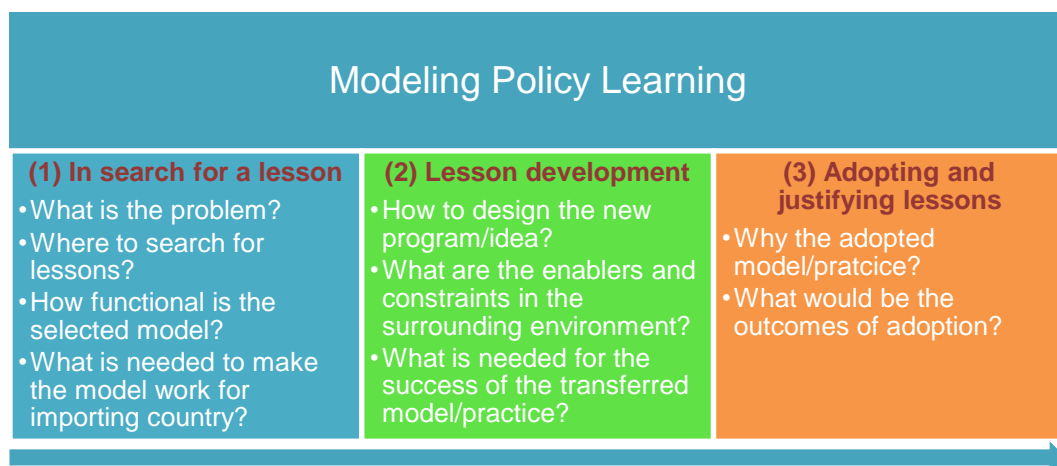 Modeling Policy Learning
(1) In search for a lesson
•What is the problem?
•Where to search for
lessons?
•How functional is the
selected model?
•What is needed to make
the model work for
importing country?
(2) Lesson development
•How to design the new
program/idea?
•What are the enablers and
constraints in the
surrounding environment?
•What is needed for the
success of the transferred
model/practice?
(3) Adopting and
justifying lessons
•Why the adopted
model/pratcice?
•What would be the
outcomes of adoption?